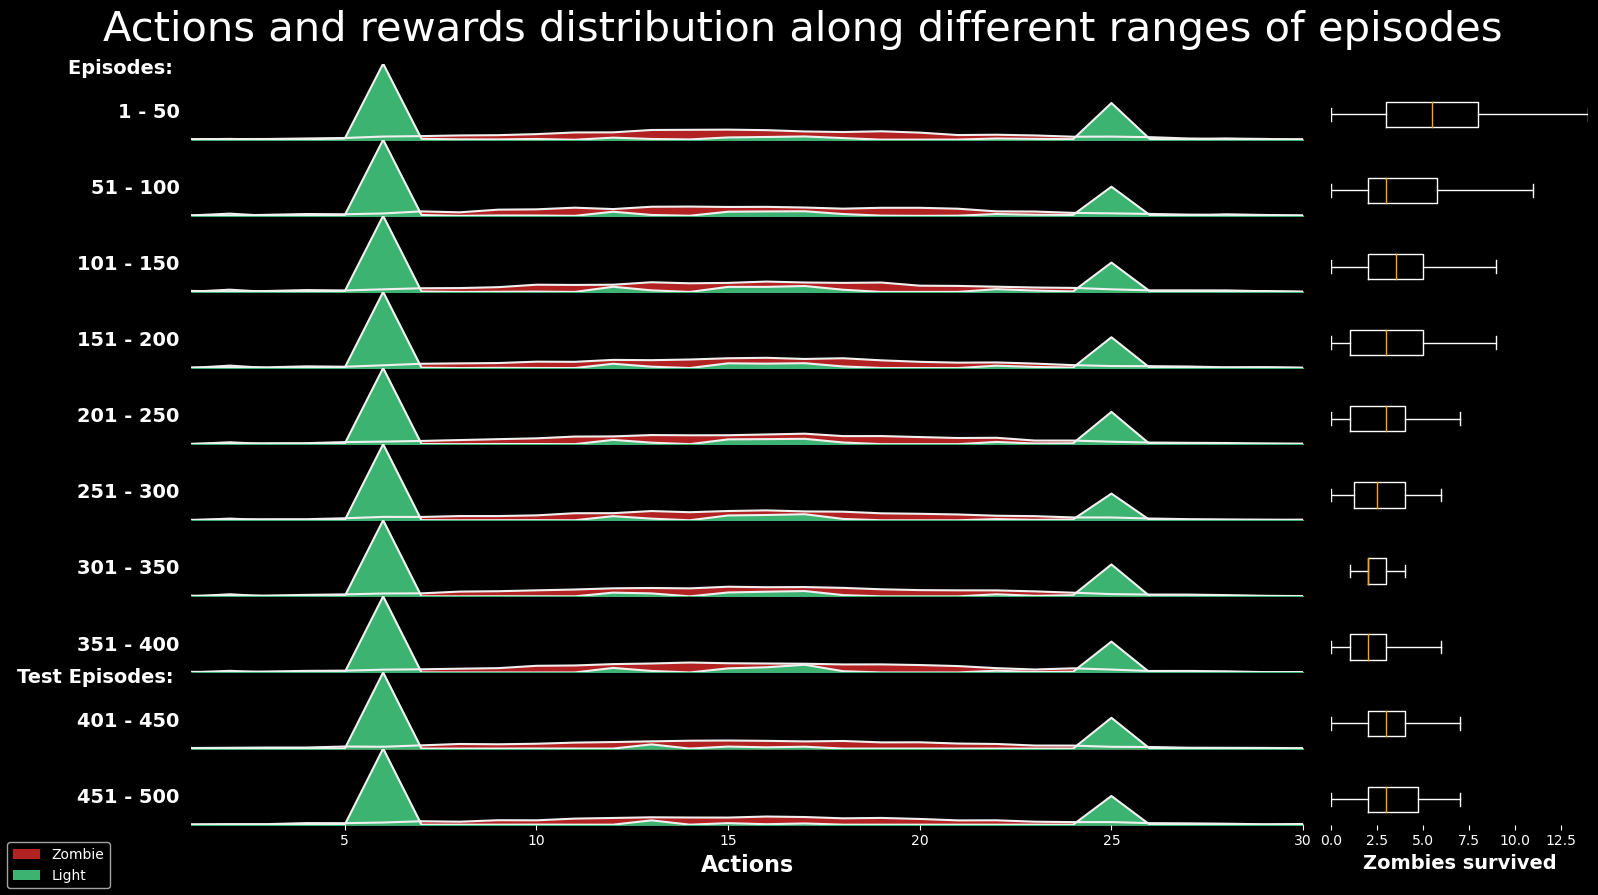 Actions and rewards distribution along different ranges of episodes
Episodes:
1 - 50
51 - 100
101 - 150
151 - 200
201 - 250
251 - 300
301 - 350
351 - 400
Test Episodes:
401 - 450
451 - 500
5 10 15 20 25 30
0.0 2.5 5.0 7.5 10.0 12.5
Actions
Zombies survived
Zombie
Light